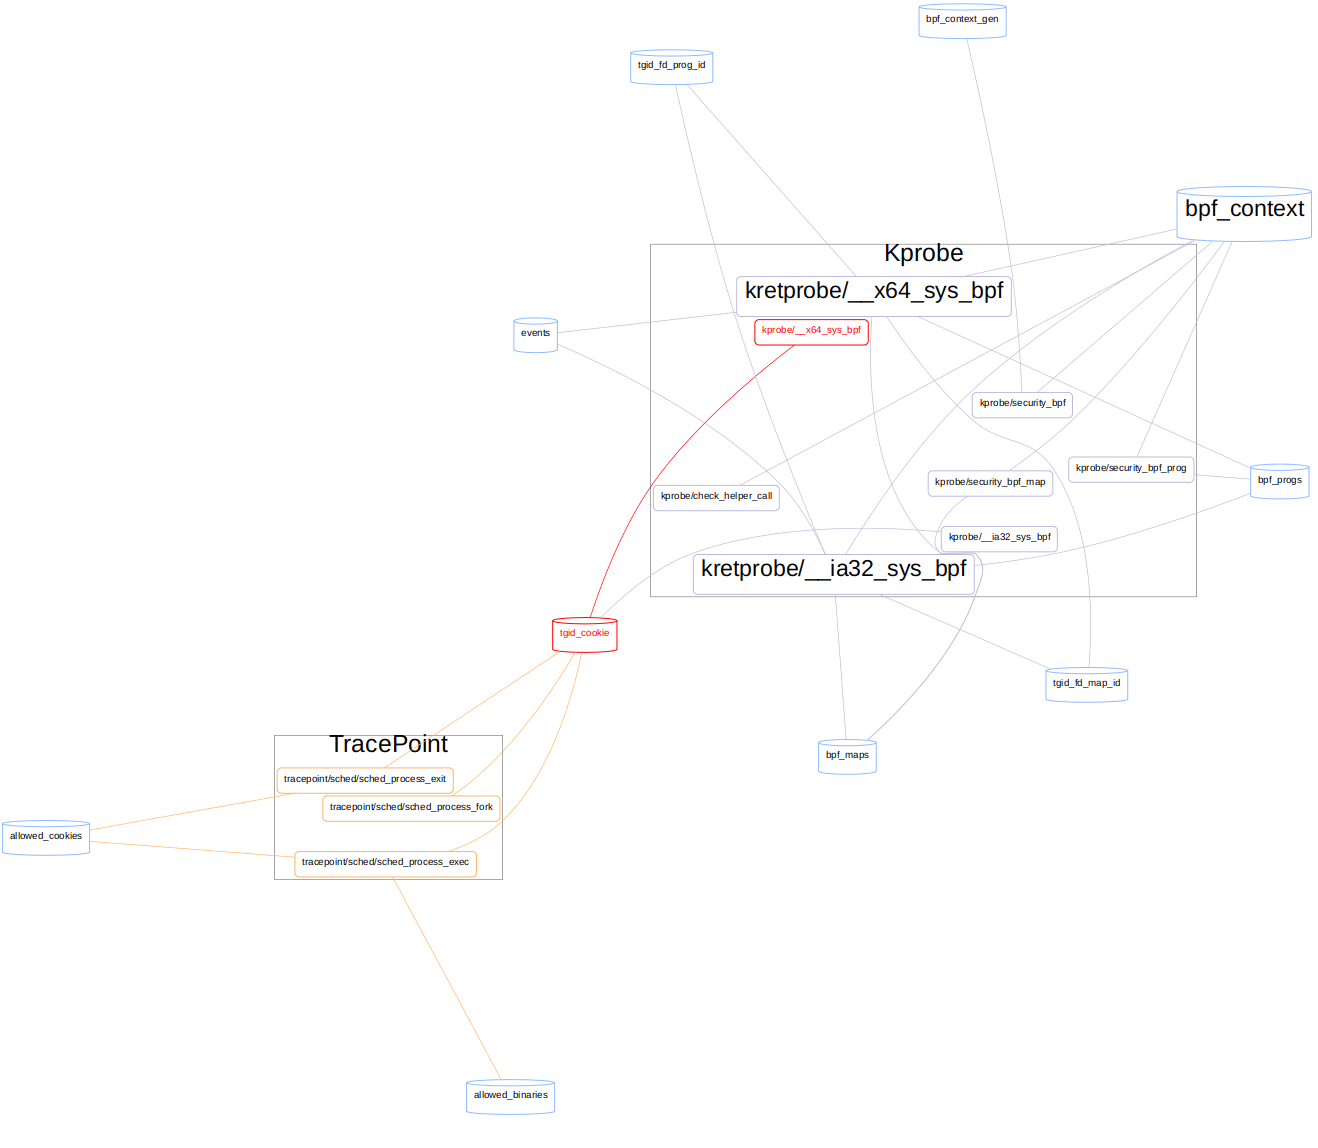 bpf_context_gen
tgid_fd_prog_id
bpf_context
Kprobe
kretprobe/__x64_sys_bpf
kprobe/__x64_sys_bpf
events
kprobe/security_bpf
kprobe/security_bpf_prog
bpf_progs
kprobe/security_bpf_map
kprobe/check_helper_call
kprobe/__ia32_sys_bpf
kretprobe/__ia32_sys_bpf
tgid_cookie
tgid_fd_map_id
TracePoint
bpf_maps
tracepoint/sched/sched_process_exit
tracepoint/sched/sched_process_fork
allowed_cookies
tracepoint/sched/sched_process_exec
allowed_binaries